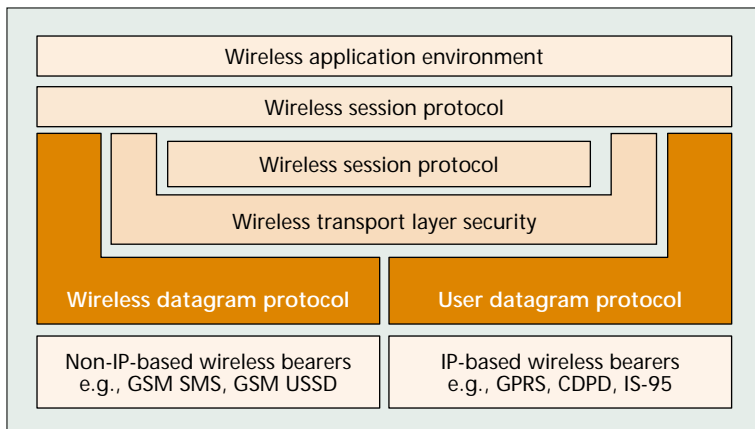 Wireless application environment
Wireless session protocol
Wireless session protocol
Wireless transport layer security
Wireless datagram protocol
User datagram protocol
Non-IP-based wireless bearers
e.g., GSM SMS, GSM USSD
IP-based wireless bearers
e.g., GPRS, CDPD, IS-95